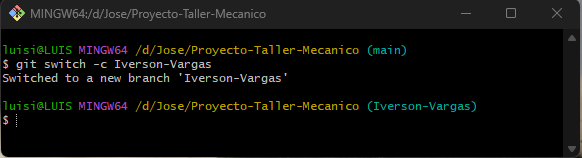 MINGW64:/d/Jose/Proyecto-Taller-Mecanico
luisi@LUIS MINGW64 /d/Jose/Proyecto-Taller-Mecanico (main)
$ git switch -c Iverson-Vargas
Switched to a new branch 'Iverson-Vargas'
luisi@LUIS MINGW64 /d/Jose/Proyecto-Taller-Mecanico (Iverson-Vargas)
$